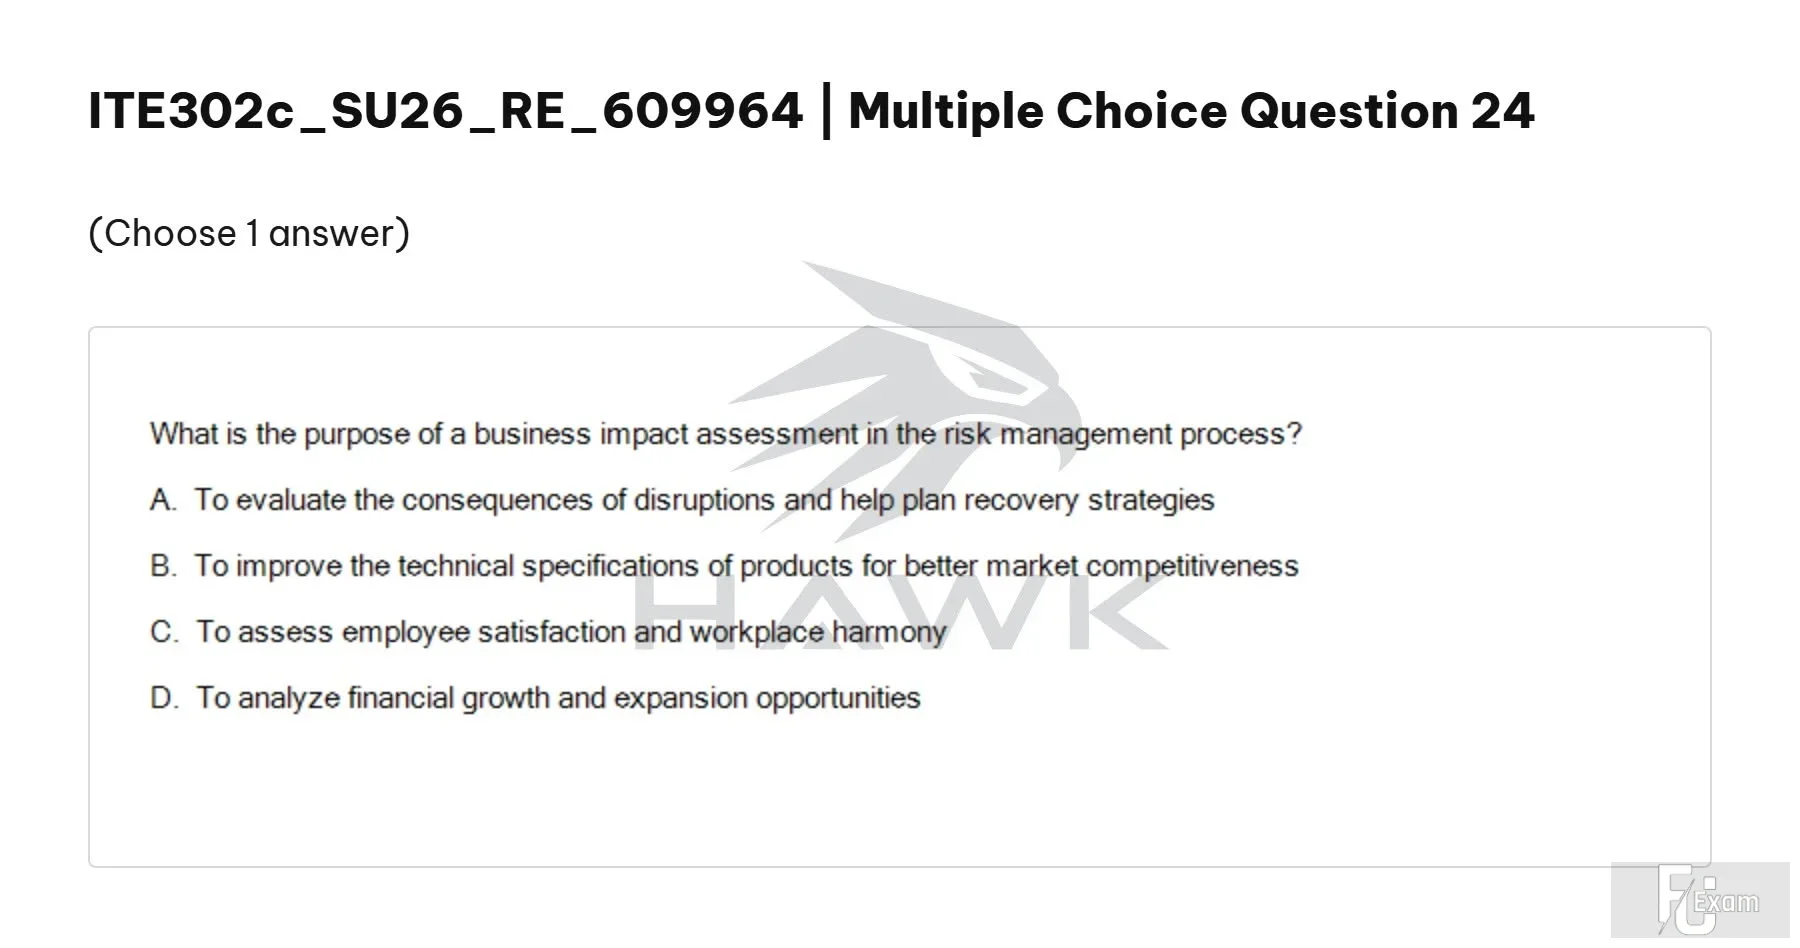 ITE302c_SU26_RE_609964 | Multiple Choice Question 24
(Choose 1 answer)
What is the purpose of a business impact assessment in the risk management process?
A. To evaluate the consequences of disruptions and help plan recovery strategies
B. To improve the technical specifications of products for better market competitiveness
C. To assess employee satisfaction and workplace harmony
D. To analyze financial growth and expansion opportunities
HAWK
FU Exam